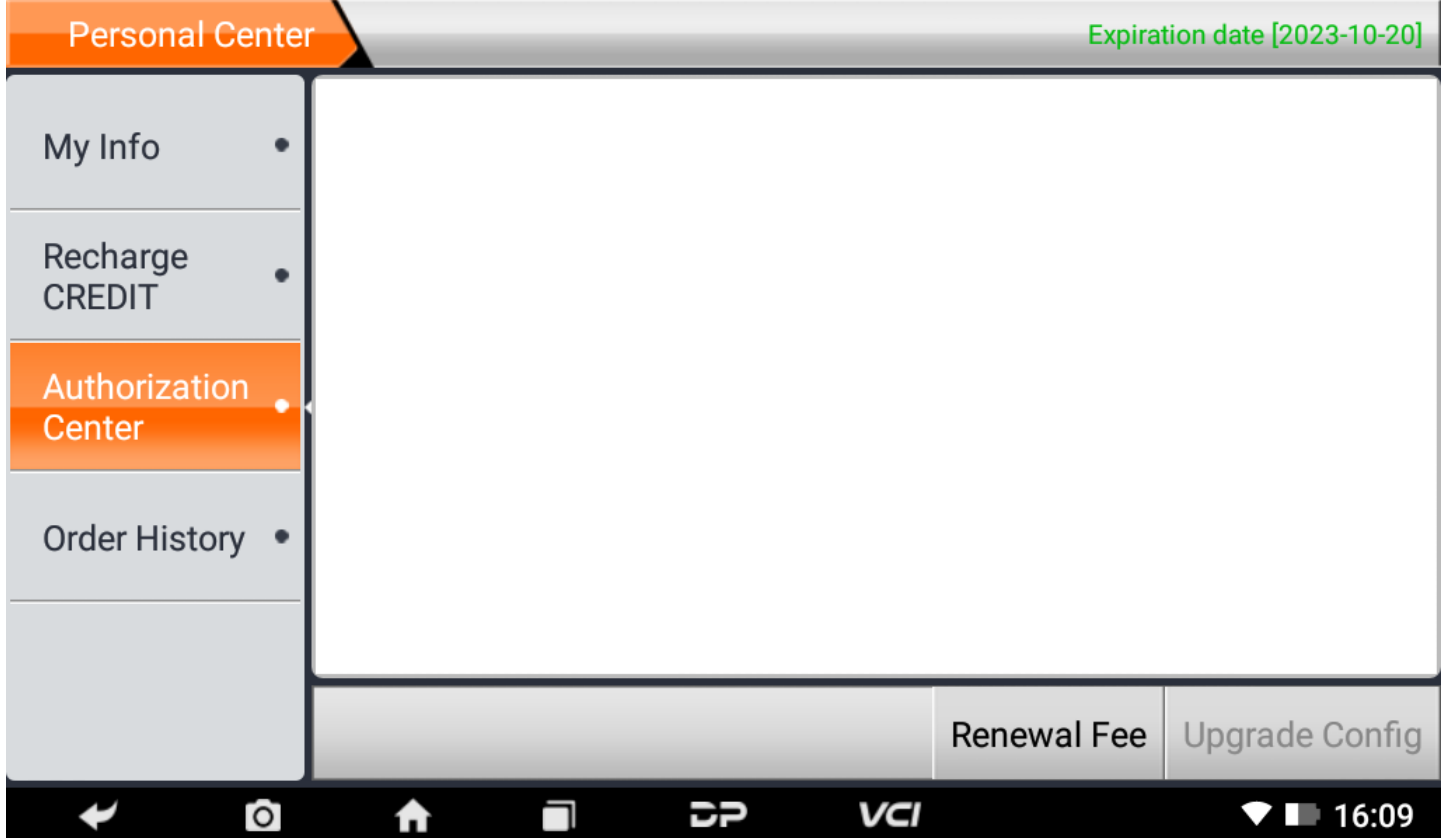 Personal Center
Expiration date [2023-10-20]
My Info
Recharge
CREDIT
Authorization
Center
Order History
Renewal Fee
Upgrade Config
DP
VCI
16:09